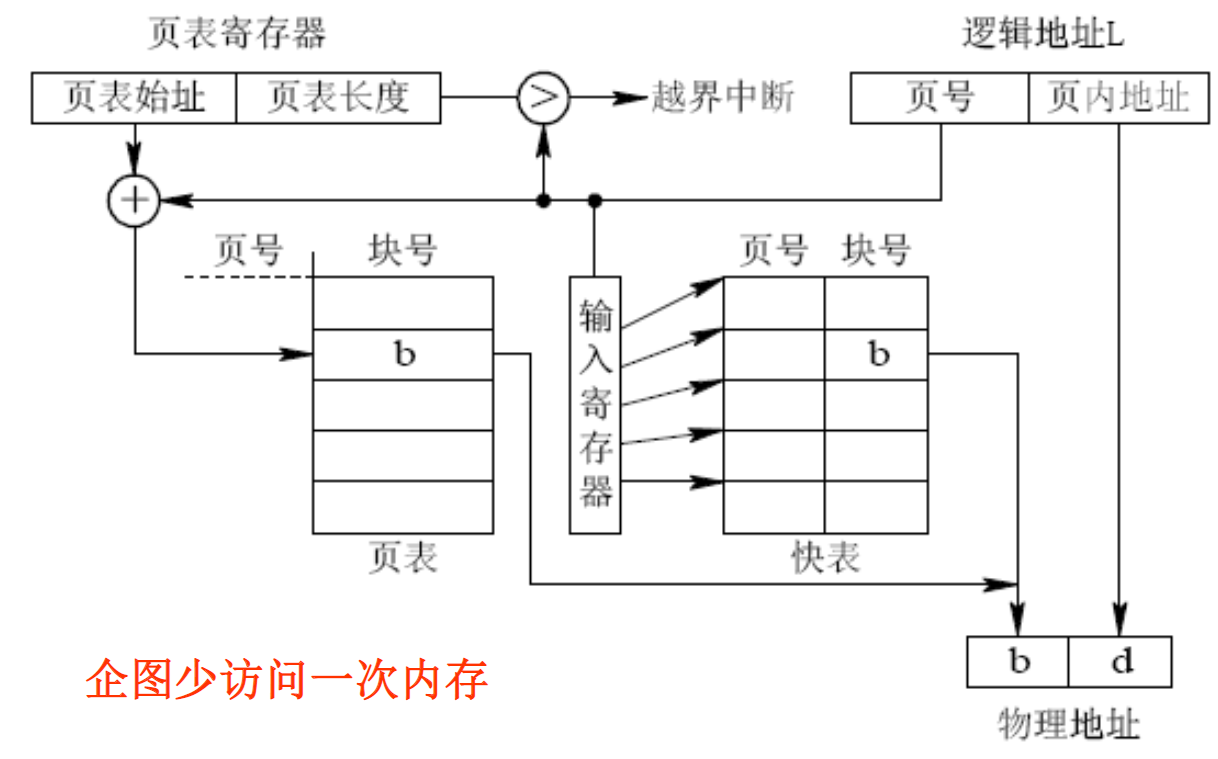 页表寄存器
逻辑地址L
页表始址 页表长度 > 越界中断 页号 页内地址
+
页号 块号 页号 块号
输入寄存器
b b
页表 快表
企图少访问一次内存
b d
物理地址